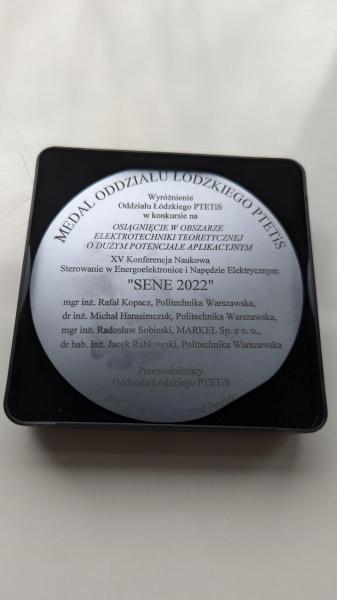 MEDAL ODDZIAŁU ŁÓDZKIEGO PTETiS
Wyróżnienie
Oddziału Łódzkiego PTETiS
w konkursie na
OSIĄGNIĘCIE W OBSZARZE
ELEKTROTECHNIKI TEORETYCZNEJ
O DUŻYM POTENCJALE APLIKACYJNYM
XV Konferencja Naukowa
Sterowanie w Energoelektronice i Napędzie Elektrycznym
"SENE 2022"
mgr inż. Rafał Kopacz, Politechnika Warszawska,
dr inż. Michał Harasimczuk, Politechnika Warszawska,
mgr inż. Radosław Sobieski, MARKEL Sp. z o. o.,
dr hab. inż. Jacek Rąbkowski, Politechnika Warszawska
Przewodniczący
Oddziału Łódzkiego PTETiS